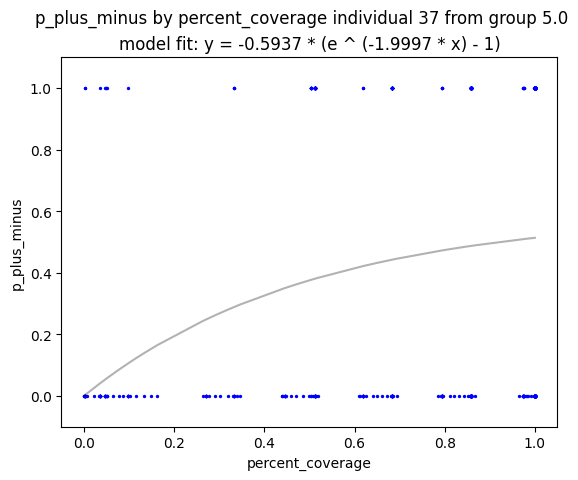 p_plus_minus by percent_coverage individual 37 from group 5.0
model fit: y = -0.5937 * (e ^ (-1.9997 * x) - 1)
1.0
0.8
0.6
0.4
0.2
0.0
p_plus_minus
0.0 0.2 0.4 0.6 0.8 1.0
percent_coverage